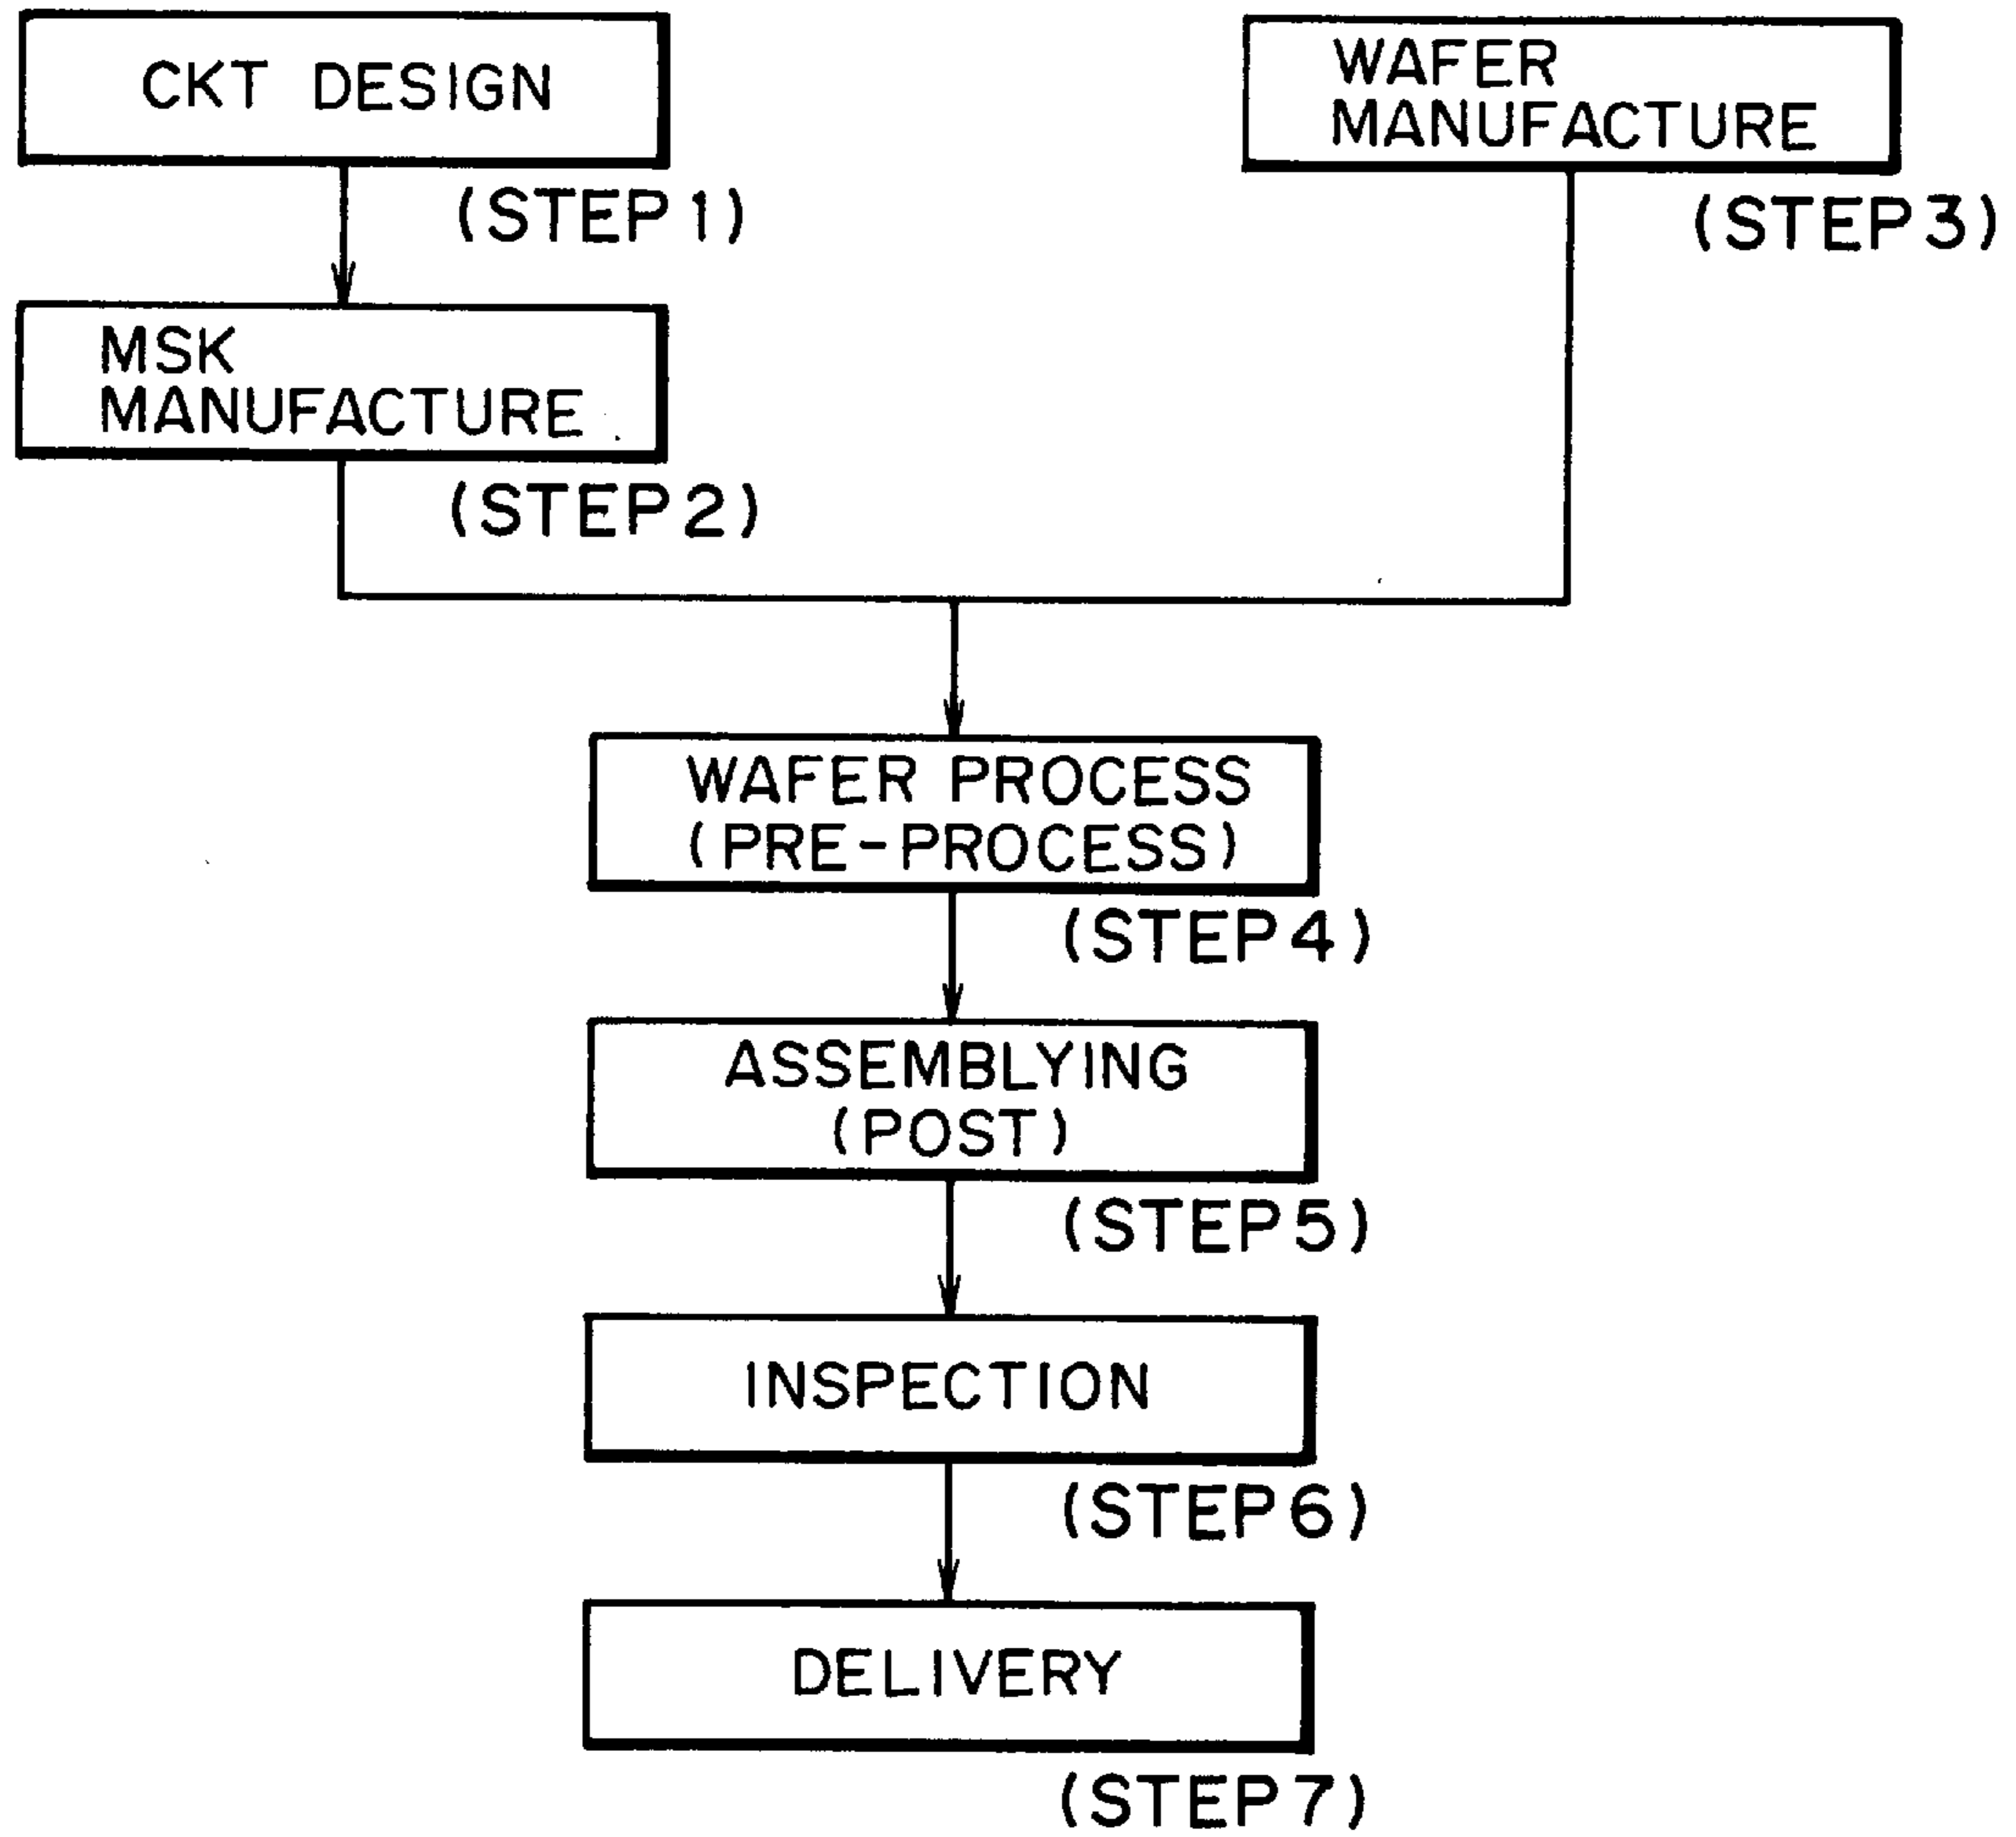 CKT DESIGN
(STEP 1)
MSK
MANUFACTURE
(STEP 2)
WAFER
MANUFACTURE
(STEP 3)
WAFER PROCESS
(PRE-PROCESS)
(STEP 4)
ASSEMBLYING
(POST)
(STEP 5)
INSPECTION
(STEP 6)
DELIVERY
(STEP 7)